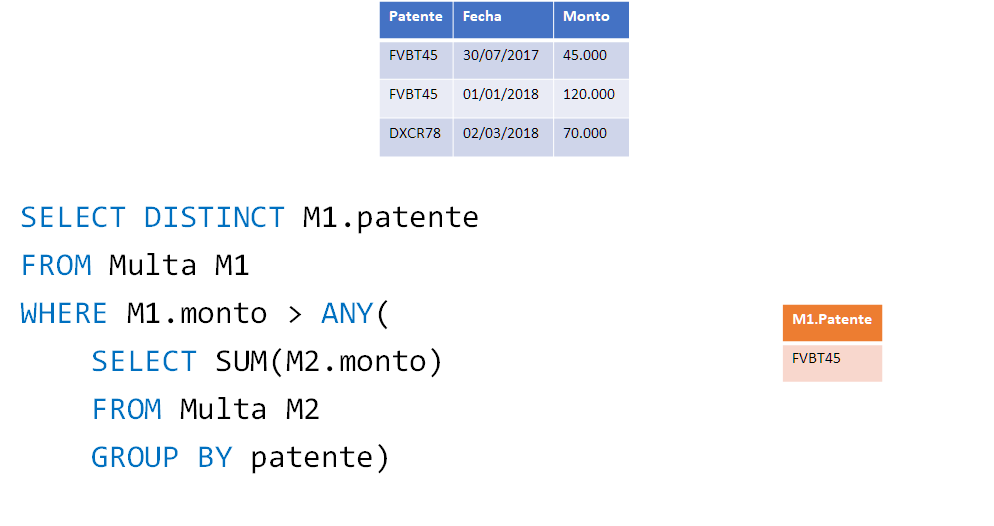 Patente Fecha Monto
FVBT45 30/07/2017 45.000
FVBT45 01/01/2018 120.000
DXCR78 02/03/2018 70.000
SELECT DISTINCT M1.patente
FROM Multa M1
WHERE M1.monto > ANY(
SELECT SUM(M2.monto)
FROM Multa M2
GROUP BY patente)
M1.Patente
FVBT45